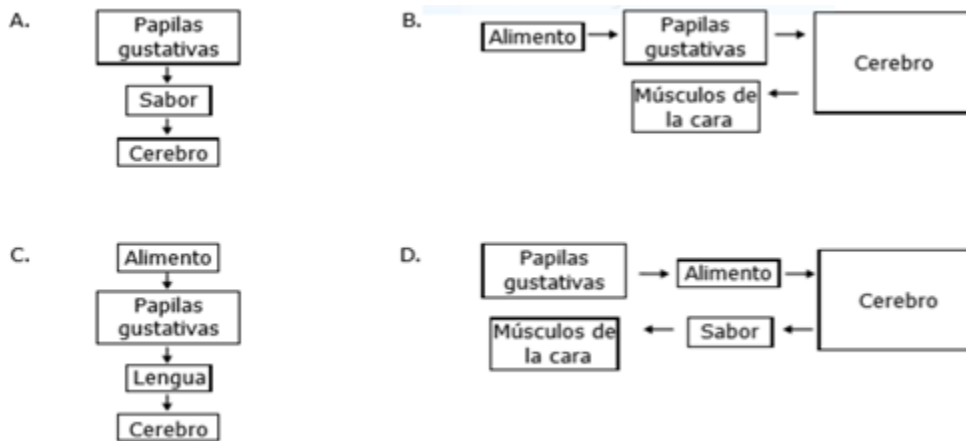 A.
Papilas
gustativas
Sabor
Cerebro
B.
Alimento
Papilas
gustativas
Cerebro
Músculos de
la cara
C.
Alimento
Papilas
gustativas
Lengua
Cerebro
D.
Papilas
gustativas
Alimento
Cerebro
Sabor
Músculos de
la cara